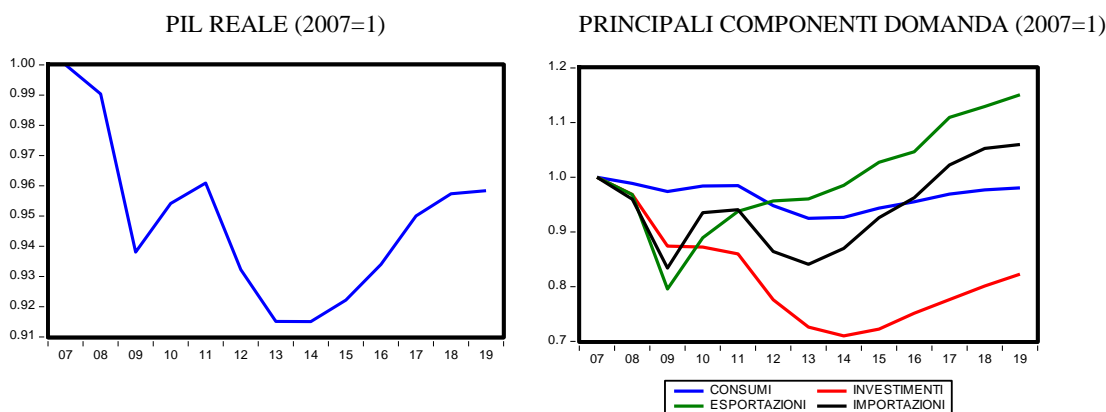 PIL REALE (2007=1)
1.00
0.99
0.98
0.97
0.96
0.95
0.94
0.93
0.92
0.91
07 08 09 10 11 12 13 14 15 16 17 18 19
PRINCIPALI COMPONENTI DOMANDA (2007=1)
1.2
1.1
1.0
0.9
0.8
0.7
07 08 09 10 11 12 13 14 15 16 17 18 19
CONSUMI INVESTIMENTI
ESPORTAZIONI IMPORTAZIONI